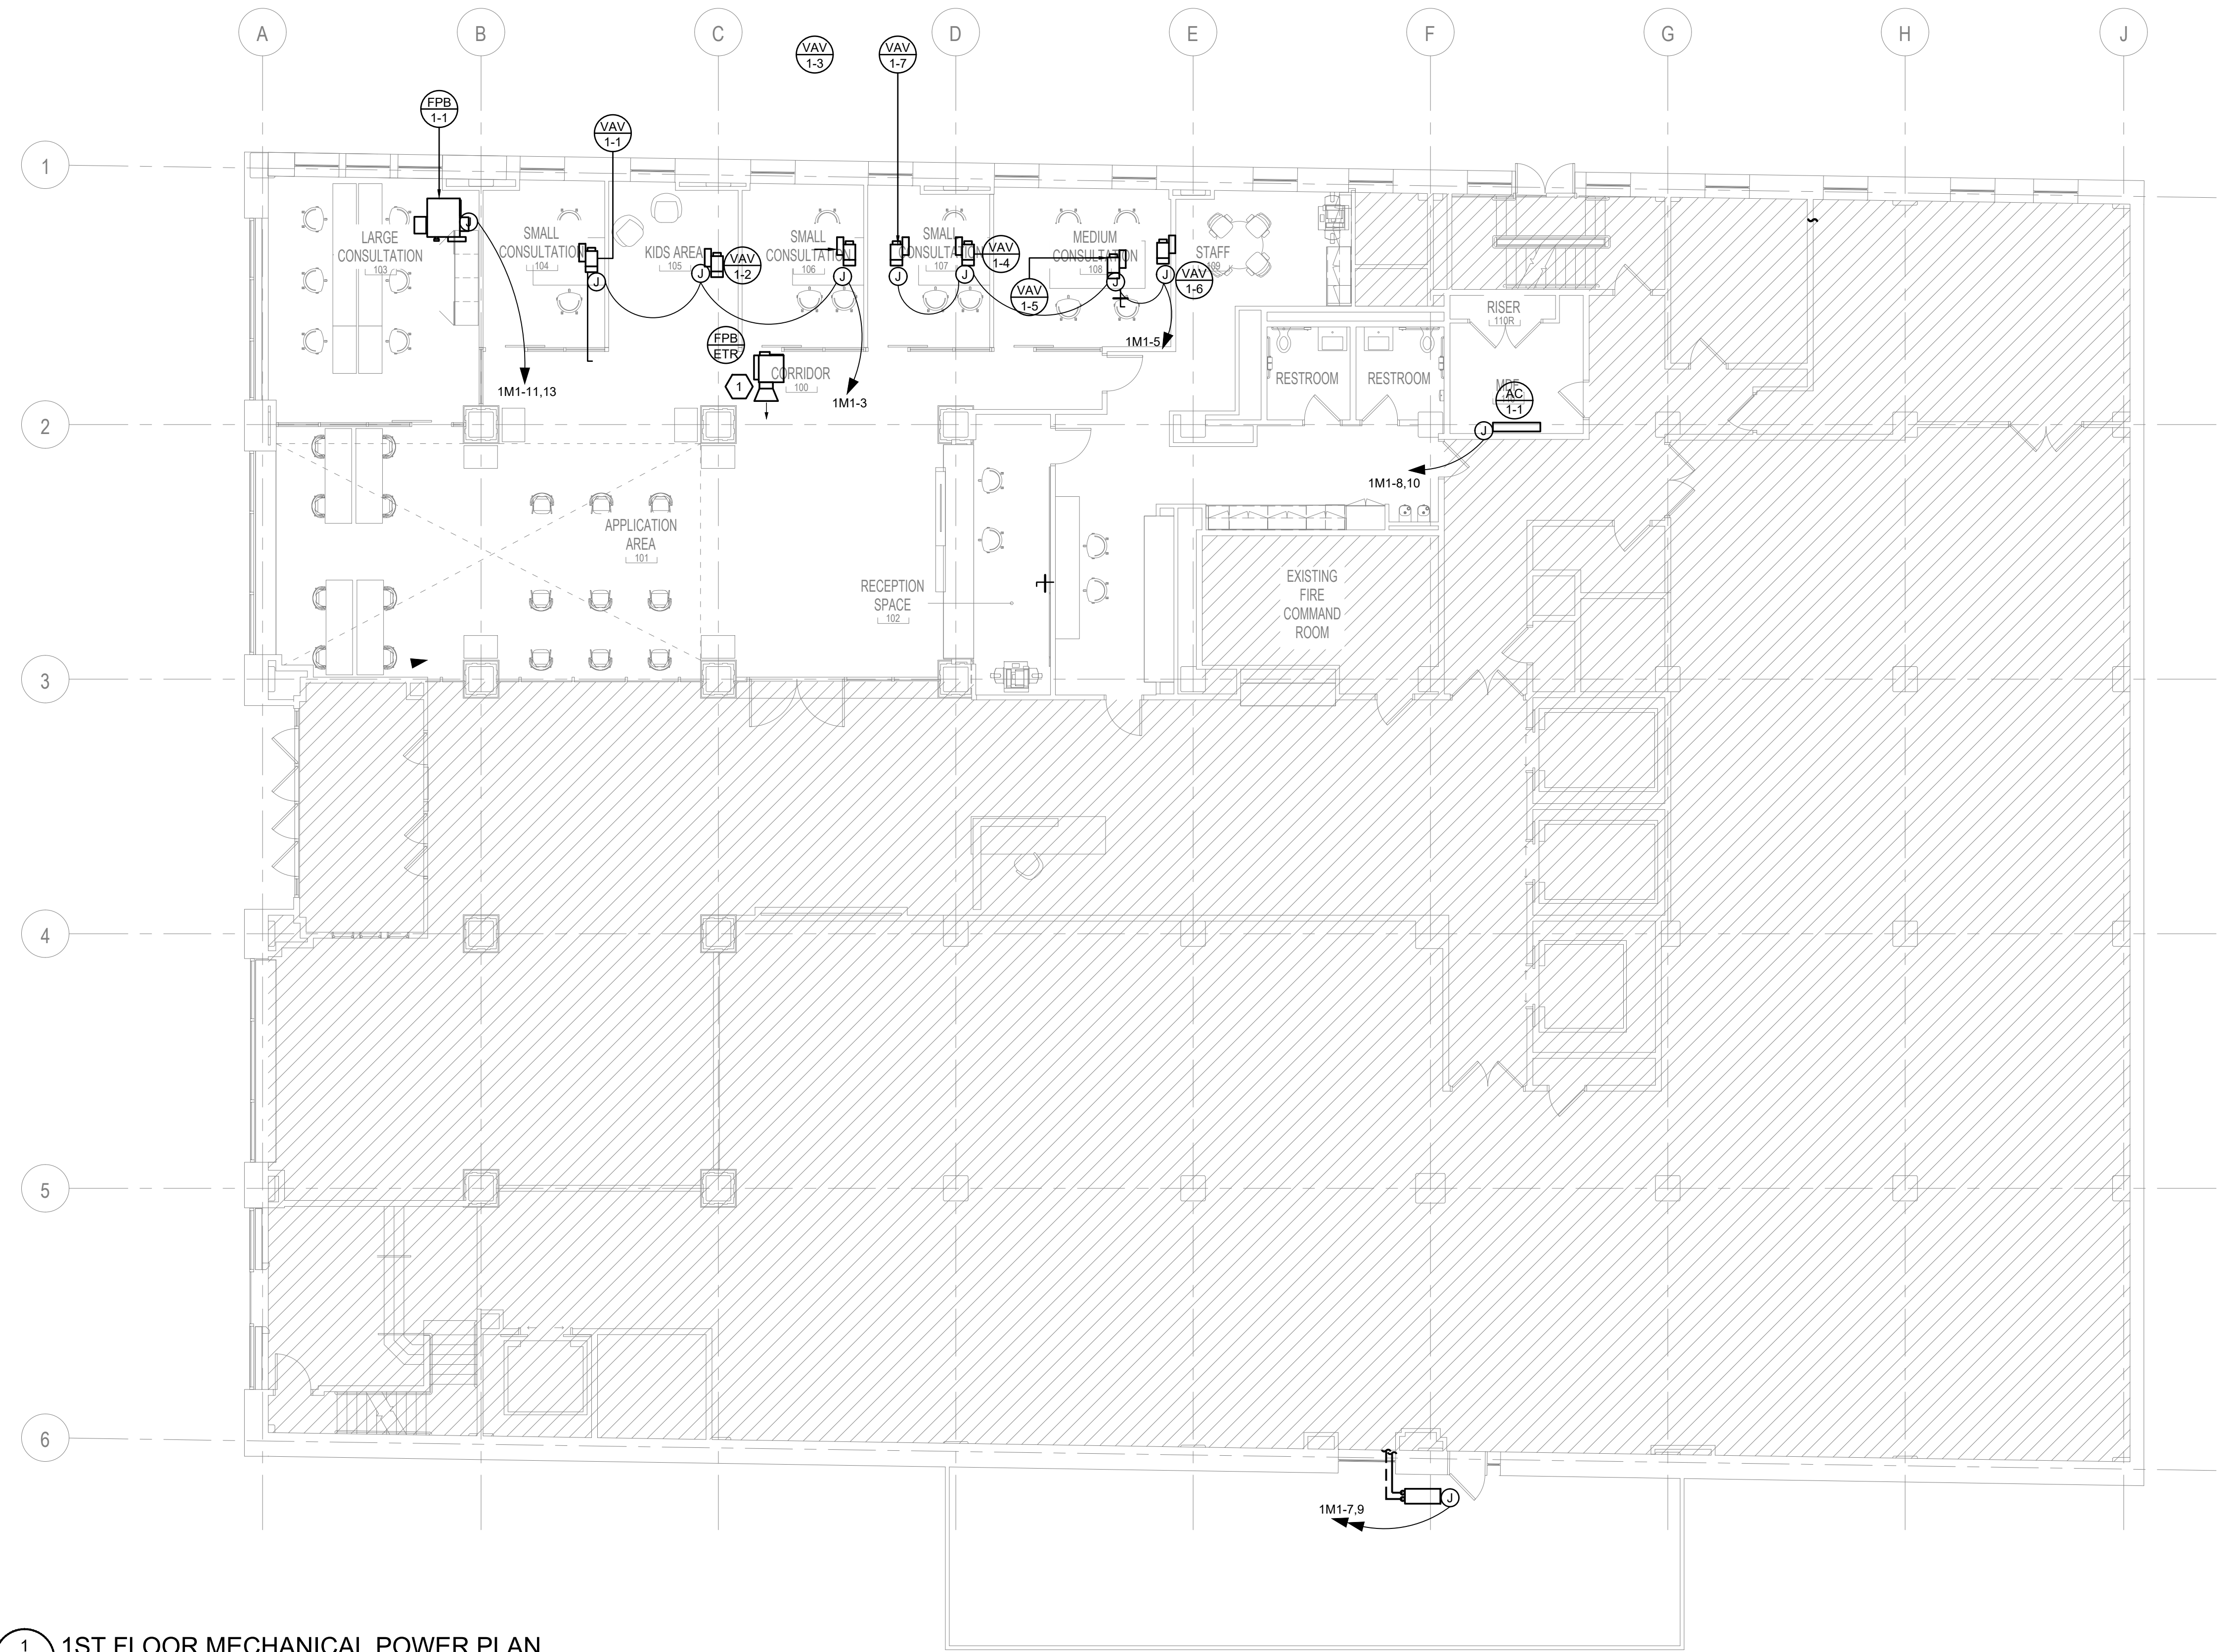 A
B
C
D
E
F
G
H
J
VAV
1-3
VAV
1-7
FPB
1-1
VAV
1-1
1
LARGE
CONSULTATION
103
SMALL
CONSULTATION
104
KIDS AREA
105
VAV
1-2
SMALL
CONSULTATION
106
SMALL
CONSULTATION
107
VAV
1-4
MEDIUM
CONSULTATION
108
VAV
1-5
STAFF
109
VAV
1-6
J
J
J
J
J
J
J
J
RISER
110R
FPB
ETR
1
CORRIDOR
100
1M1-11,13
1M1-3
1M1-5
RESTROOM
RESTROOM
AC
1-1
J
1M1-8,10
2
APPLICATION
AREA
101
RECEPTION
SPACE
102
EXISTING
FIRE
COMMAND
ROOM
3
4
5
6
1M1-7,9
J
1
1ST FLOOR MECHANICAL POWER PLAN